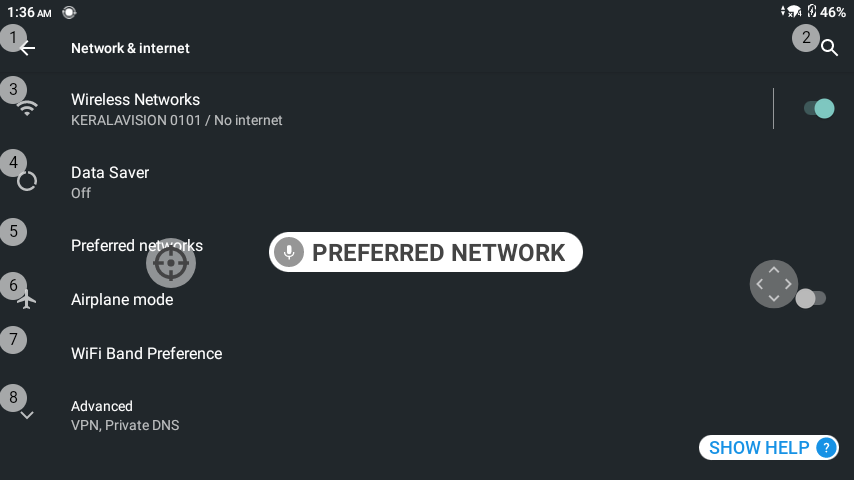 1:36 AM
46%
1
Network & internet
2
3
Wireless Networks
KERALAVISION 0101 / No internet
4
Data Saver
Off
5
Preferred networks
PREFERRED NETWORK
6
Airplane mode
7
WiFi Band Preference
8
Advanced
VPN, Private DNS
SHOW HELP ?